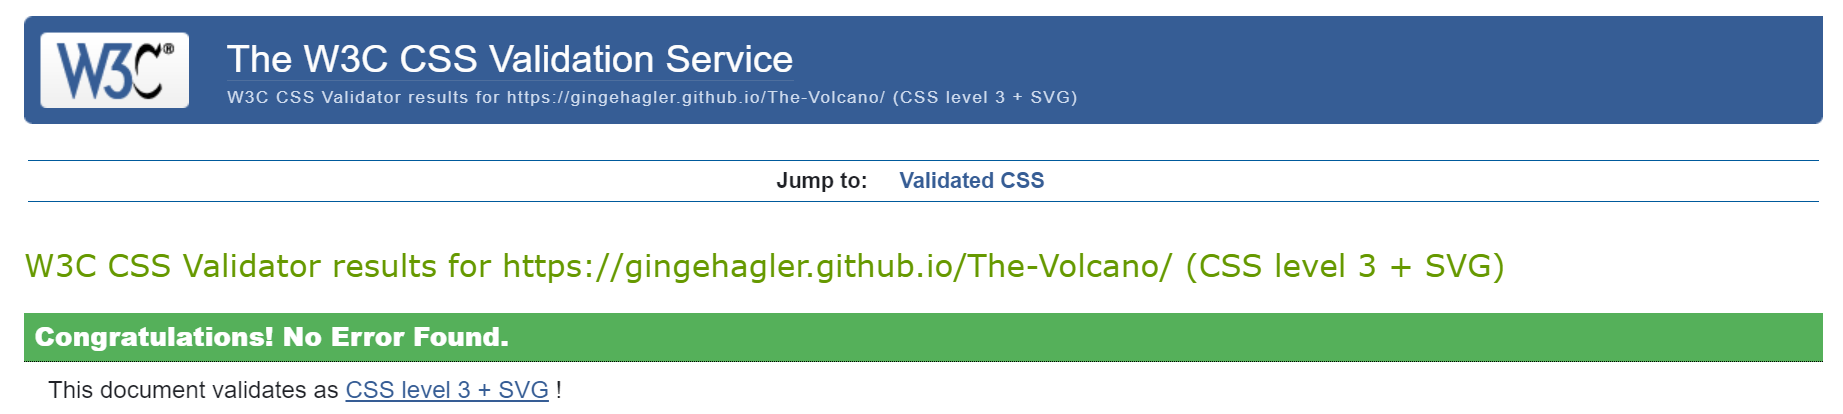 W3C®
The W3C CSS Validation Service
W3C CSS Validator results for https://gingehagler.github.io/The-Volcano/ (CSS level 3 + SVG)
Jump to: Validated CSS
W3C CSS Validator results for https://gingehagler.github.io/The-Volcano/ (CSS level 3 + SVG)
Congratulations! No Error Found.
This document validates as CSS level 3 + SVG !